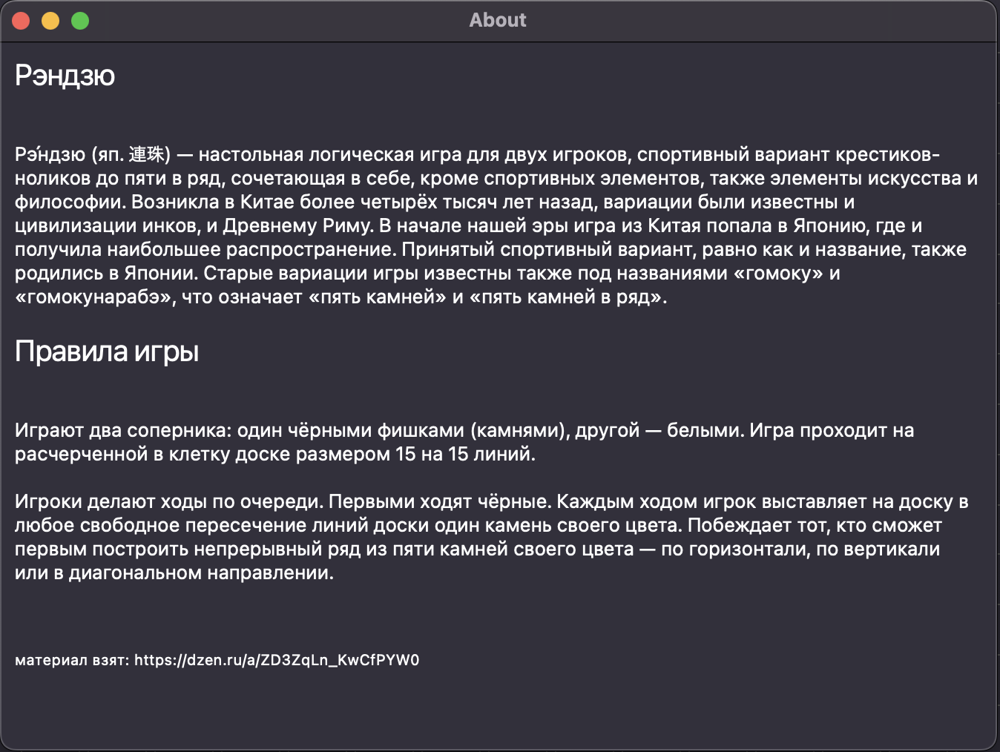 About
Рэндзю
Рэ́ндзю (яп. 連珠) — настольная логическая игра для двух игроков, спортивный вариант крестиков-
ноликов до пяти в ряд, сочетающая в себе, кроме спортивных элементов, также элементы искусства и
философии. Возникла в Китае более четырёх тысяч лет назад, вариации были известны и
цивилизации инков, и Древнему Риму. В начале нашей эры игра из Китая попала в Японию, где и
получила наибольшее распространение. Принятый спортивный вариант, равно как и название, также
родились в Японии. Старые вариации игры известны также под названиями «гомоку» и
«гомокунарабэ», что означает «пять камней» и «пять камней в ряд».
Правила игры
Играют два соперника: один чёрными фишками (камнями), другой — белыми. Игра проходит на
расчерченной в клетку доске размером 15 на 15 линий.
Игроки делают ходы по очереди. Первыми ходят чёрные. Каждым ходом игрок выставляет на доску в
любое свободное пересечение линий доски один камень своего цвета. Побеждает тот, кто сможет
первым построить непрерывный ряд из пяти камней своего цвета — по горизонтали, по вертикали
или в диагональном направлении.
материал взят: https://dzen.ru/a/ZD3ZqLn_KwCfPYW0